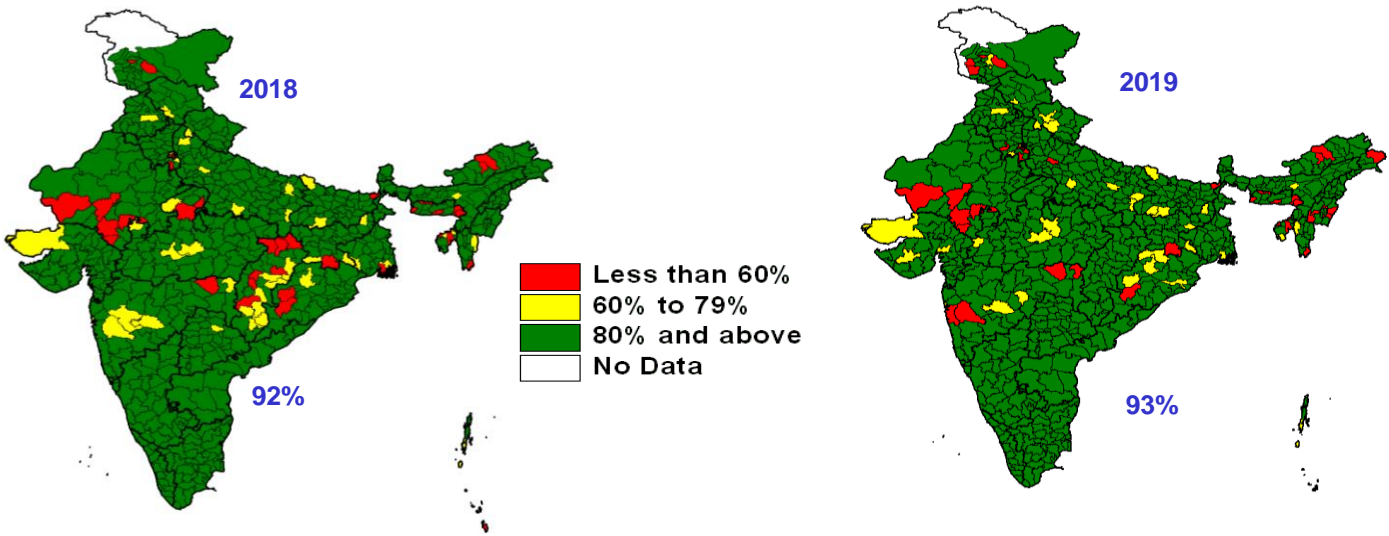 2018
2019
Less than 60%
60% to 79%
80% and above
No Data
92%
93%